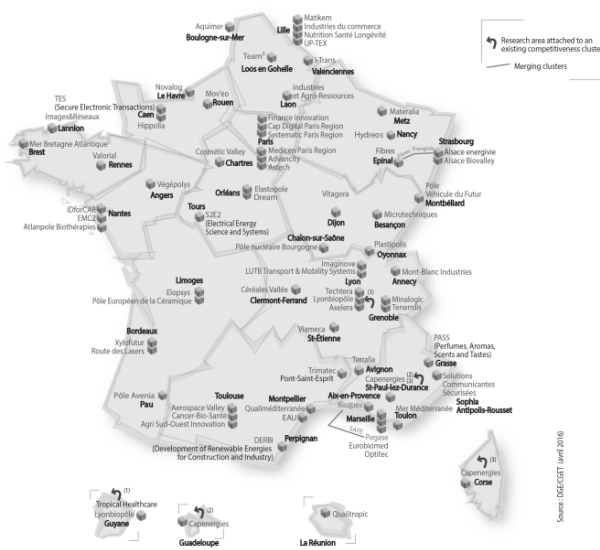 Matikem
Industries du commerce
Nutrition Santé Longévité
UP-TEX
Lille
Aquimer
Boulogne-sur-Mer
Team²
Loos en Gohelle
i-Trans
Valenciennes
Research area attached to an
existing competitiveness cluste
Merging clusters
Novalog
Le Havre
Mov'eo
Rouen
Industries
et Agro-Ressources
Laon
TES
(Secure Electronic Transactions)
Caen
Hippolia
Images&Réseaux
Lannion
Mer Bretagne Atlantique
Brest
Valorial
Rennes
Finance innovation
Cap Digital Paris Region
Systematic Paris Region
Paris
Medicen Paris Region
Advancity
Astech
Cosmetic Valley
Chartres
Materalia
Metz
Hydreos
Nancy
Strasbourg
Fibres
Epinal
Alsace energivie
Alsace Biovalley
Végépolys
Angers
Orléans
Elastopole
Dream
Tours
S2E2
(Electrical Energy
Science and Systems)
iDforCAR
EMC2
Atlanpole Biothérapies
Nantes
Vitagora
Dijon
Pôle
Véhicule du Futur
Montbéliard
Microtechniques
Besançon
Chalon-sur-Saône
Pôle nucléaire Bourgogne
Plastipolis
Oyonnax
Imaginove
LUTB Transport & Mobility Systems
Lyon
Techtera
Lyonbiopôle
Axelera
(1)
Mont-Blanc Industries
Annecy
Minalogic
Tenerrdis
Grenoble
Limoges
Elopsys
Pôle Européen de la Céramique
Céréales Vallée
Clermont-Ferrand
Viameca
St-Étienne
Bordeaux
Xylofutur
Route des Lasers
Trimatec
Pont-Saint-Esprit
Terralia
Avignon
Capenergies
(2)
(3)
St-Paul-lez-Durance
PASS
(Perfumes, Aromas,
Scents and Tastes)
Grasse
Solutions
Communicantes
Sécurisées
Sophia
Antipolis-Rousset
Pôle Avenia
Pau
Toulouse
Aerospace Valley
Cancer-Bio-Santé
Agri Sud-Ouest Innovation
Montpellier
Qualiméditerranée
EAU
Aix-en-Provence
Risques
Marseille
SAFE
Pegase
Eurobiomed
Optitec
Mer Méditerranée
Toulon
DERBI
(Development of Renewable Energies
for Construction and Industry)
Perpignan
(3)
Capenergies
Corse
(1)
Tropical Healthcare
Lyonbiopôle
Guyane
(2)
Capenergies
Guadeloupe
Qualitropic
La Réunion
Source : DGE/CGET (avril 2016)